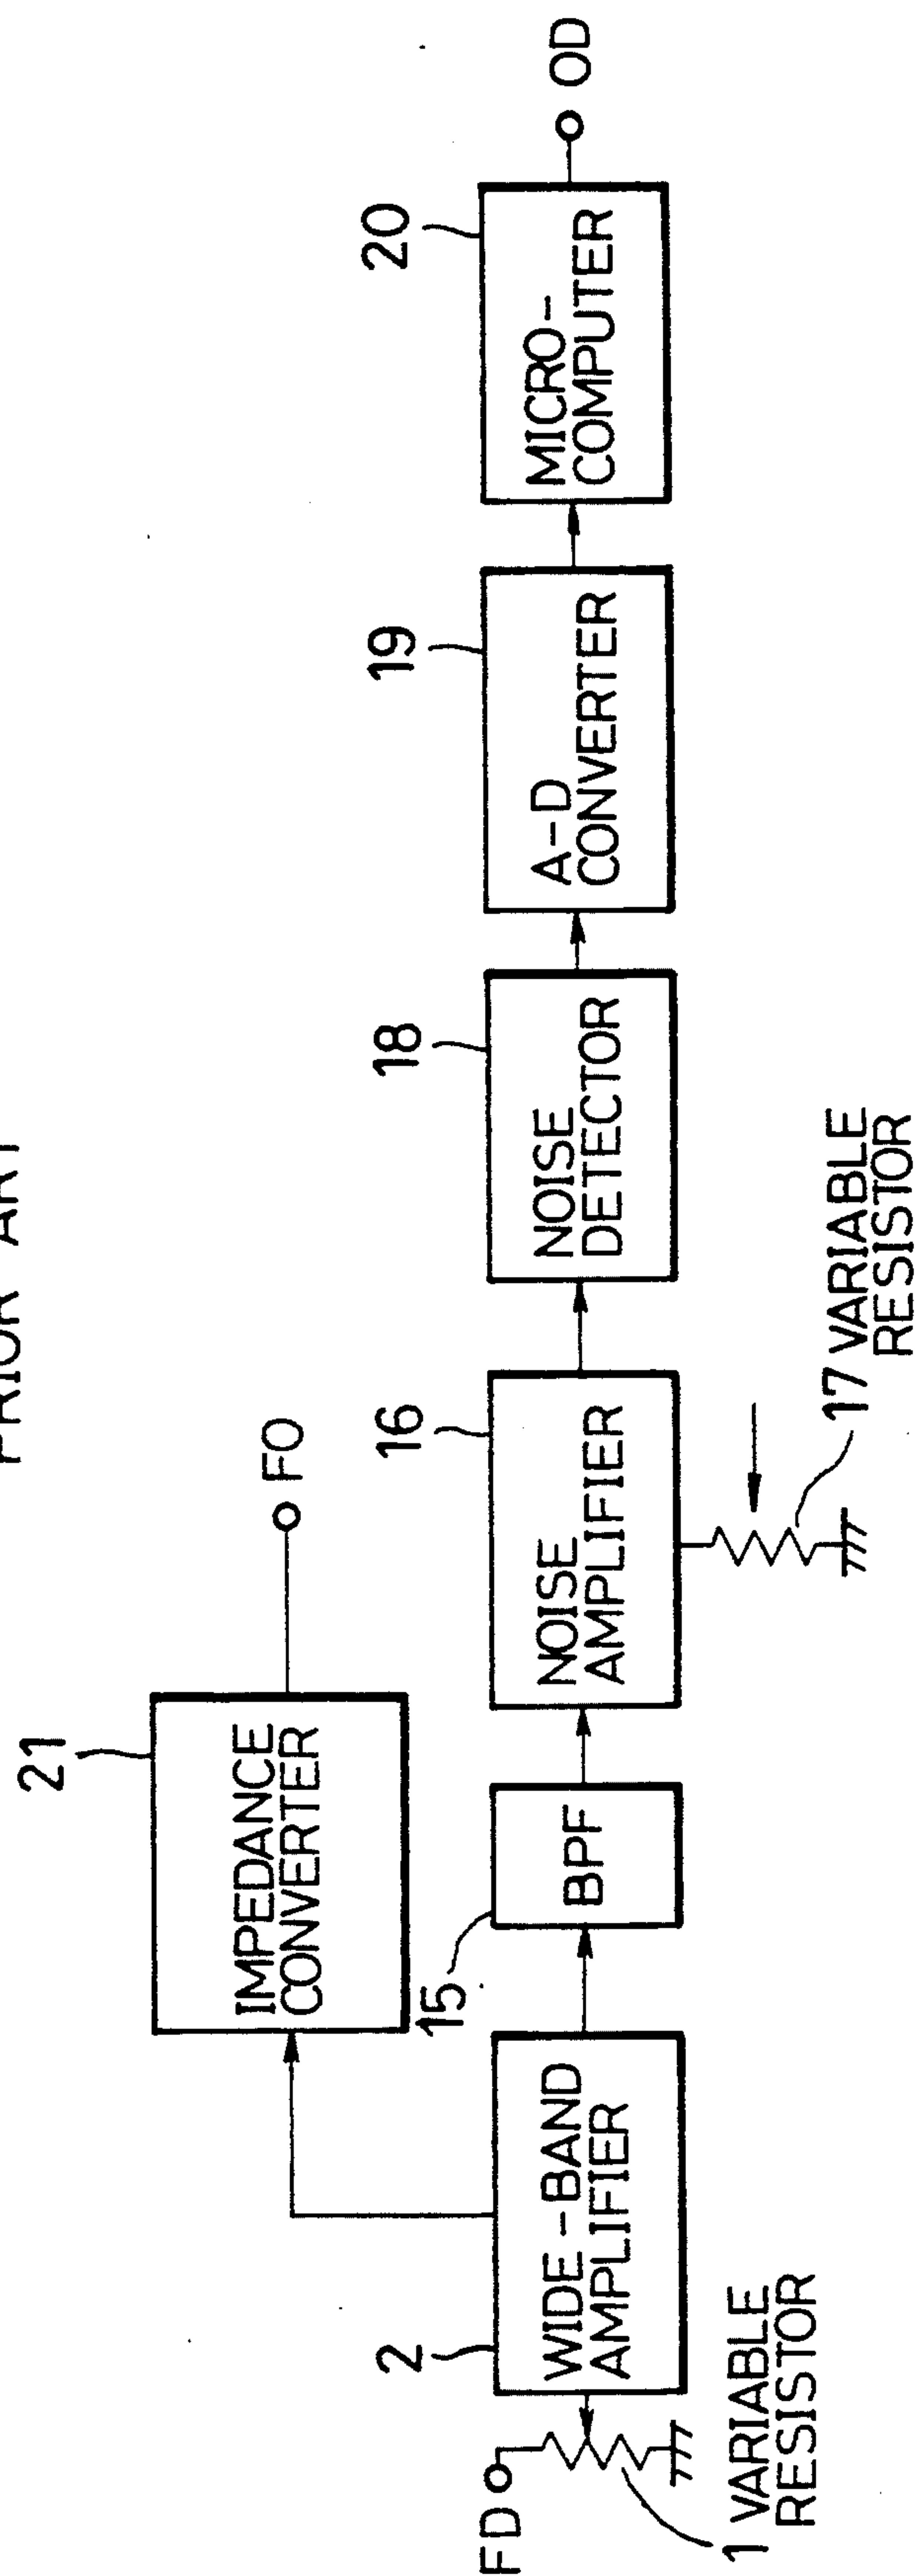 PRIOR ART
21
IMPEDANCE
CONVERTER
FO
FD
1 VARIABLE
RESISTOR
2
WIDE-BAND
AMPLIFIER
15
BPF
16
NOISE
AMPLIFIER
17 VARIABLE
RESISTOR
18
NOISE
DETECTOR
19
A-D
CONVERTER
20
MICRO-
COMPUTER
OD